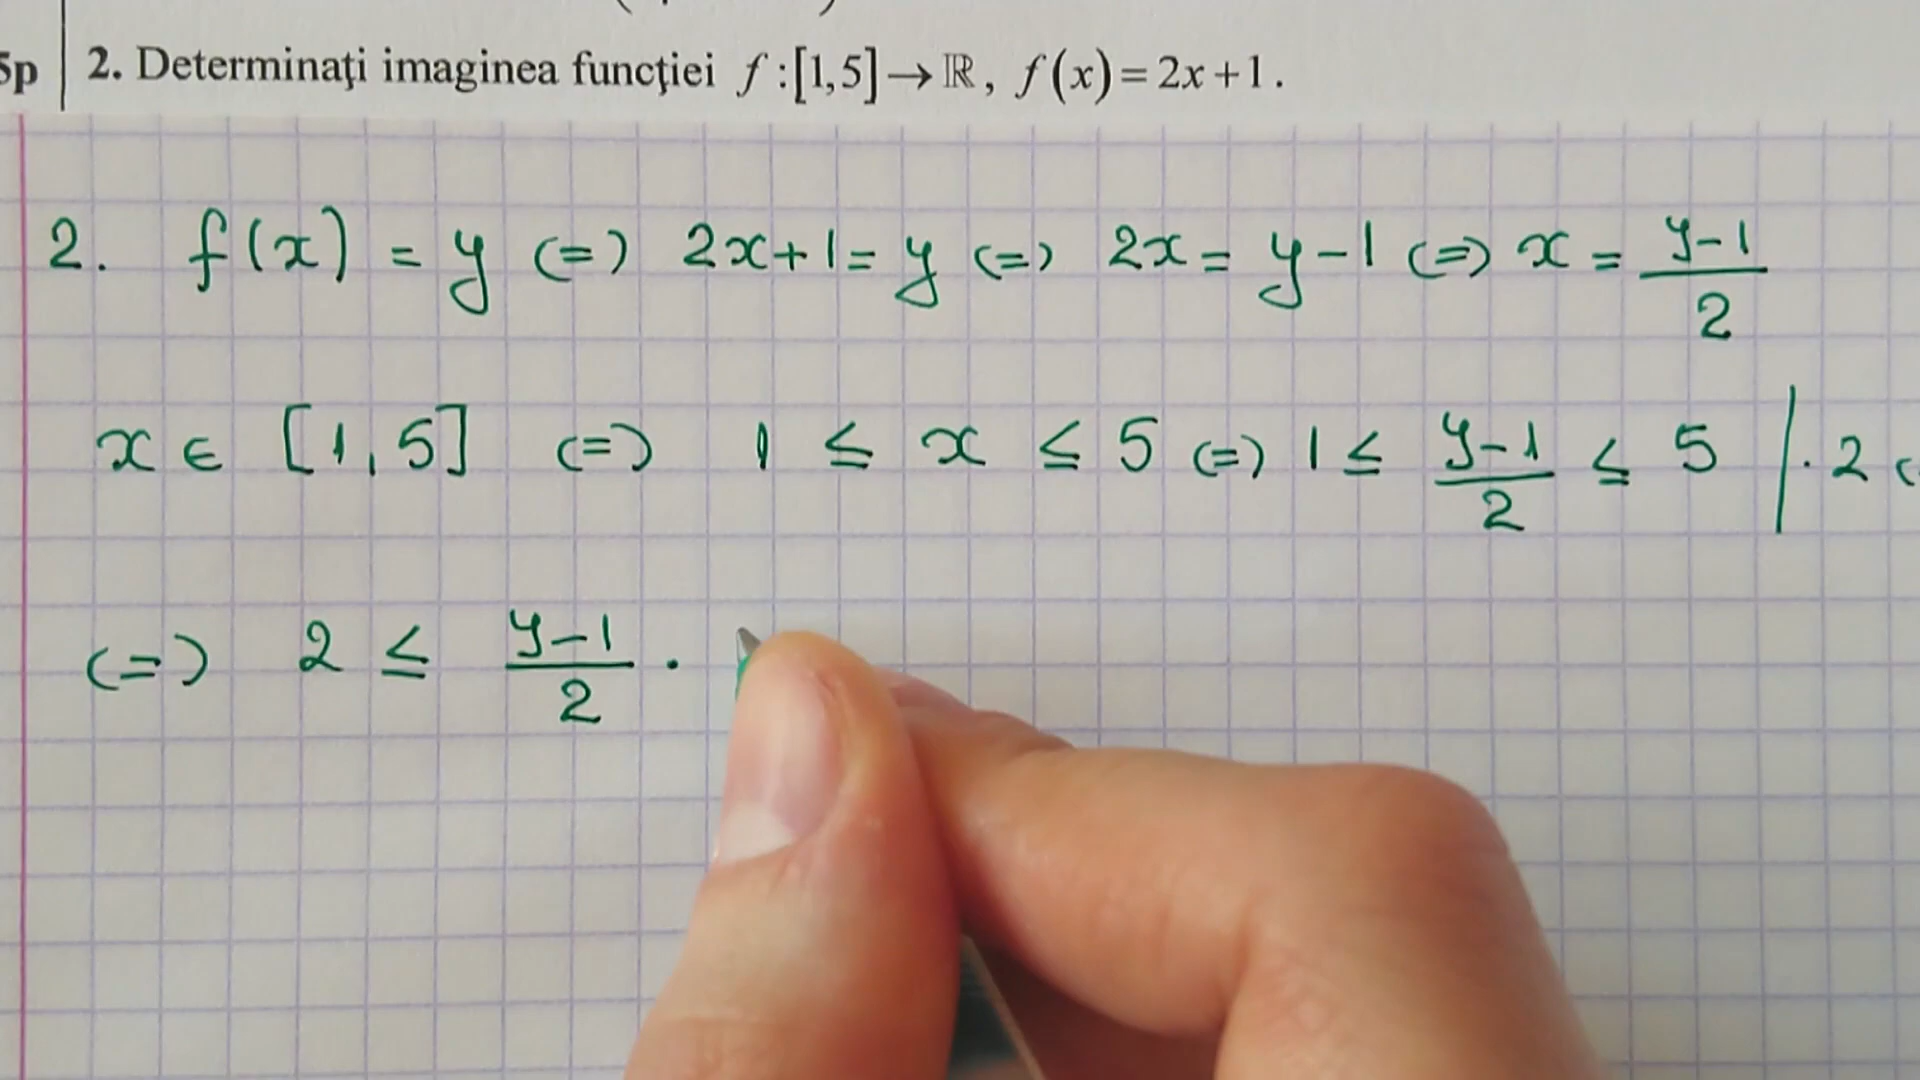 5p 2. Determinaţi imaginea funcţiei f :[1,5]→ℝ, f(x)=2x+1.
2. f(x) = y (=) 2x+1 = y (=) 2x = y-1 (=) x = (y-1)/2
x ∈ [1,5] (=) 1 ≤ x ≤ 5 (=) 1 ≤ (y-1)/2 ≤ 5 | · 2 (
(=) 2 ≤ (y-1)/2 ·